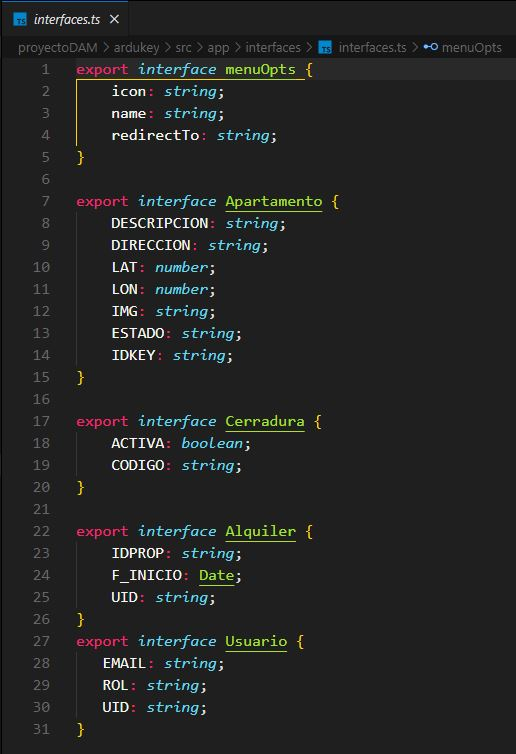 TS interfaces.ts ×
proyectoDAM > ardukey > src > app > interfaces > TS interfaces.ts > menuOpts
1 export interface menuOpts {
2     icon: string;
3     name: string;
4     redirectTo: string;
5 }
6
7 export interface Apartamento {
8     DESCRIPCION: string;
9     DIRECCION: string;
10     LAT: number;
11     LON: number;
12     IMG: string;
13     ESTADO: string;
14     IDKEY: string;
15 }
16
17 export interface Cerradura {
18     ACTIVA: boolean;
19     CODIGO: string;
20 }
21
22 export interface Alquiler {
23     IDPROP: string;
24     F_INICIO: Date;
25     UID: string;
26 }
27 export interface Usuario {
28    EMAIL: string;
29    ROL: string;
30    UID: string;
31 }